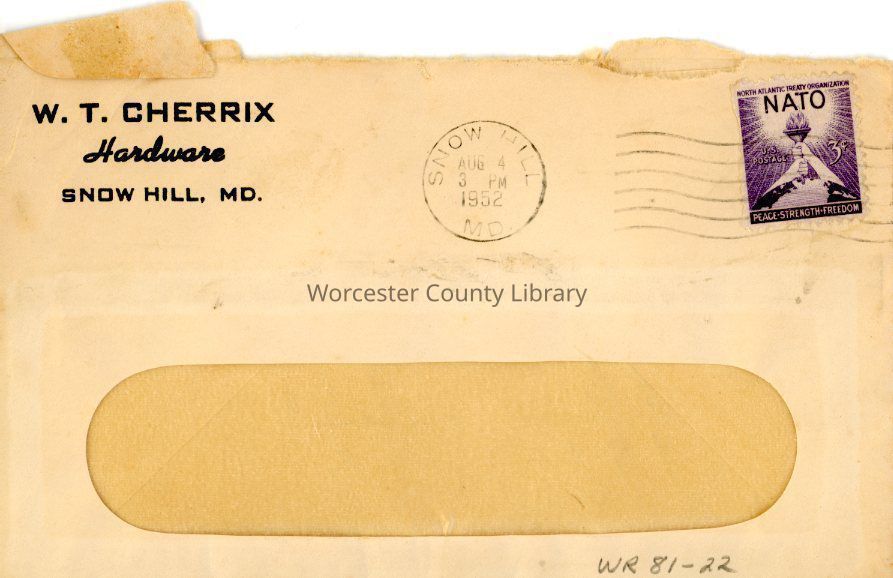 W. T. CHERRIX
Hardware
SNOW HILL, MD.
SNOW HILL
AUG 4
3 PM
1952
MD.
NORTH ATLANTIC TREATY ORGANIZATION
NATO
U.S. POSTAGE
3¢
PEACE·STRENGTH·FREEDOM
Worcester County Library
WR 81-22